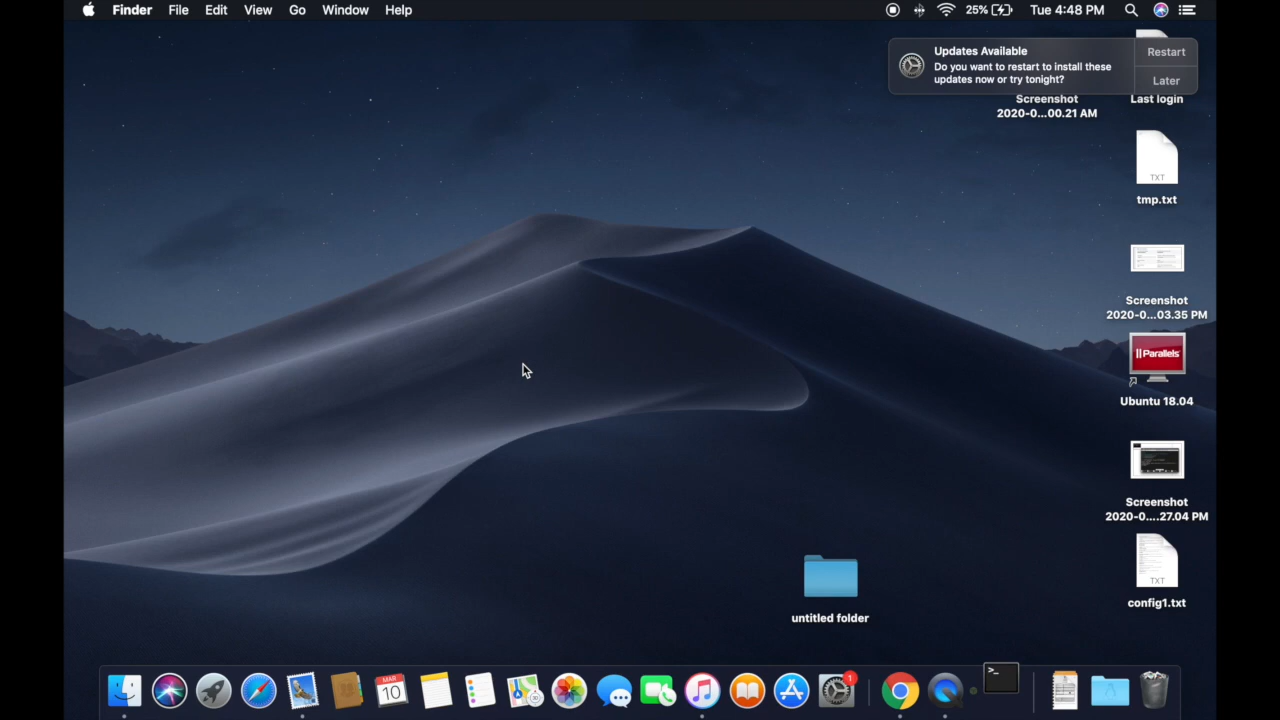 Finder File Edit View Go Window Help 25% Tue 4:48 PM
Updates Available
Do you want to restart to install these
updates now or try tonight?
Restart
Later
Screenshot
2020-0...00.21 AM
Last login
TXT
tmp.txt
Screenshot
2020-0...03.35 PM
Parallels
Ubuntu 18.04
Screenshot
2020-0....27.04 PM
TXT
config1.txt
untitled folder
MAR
10
1
>_